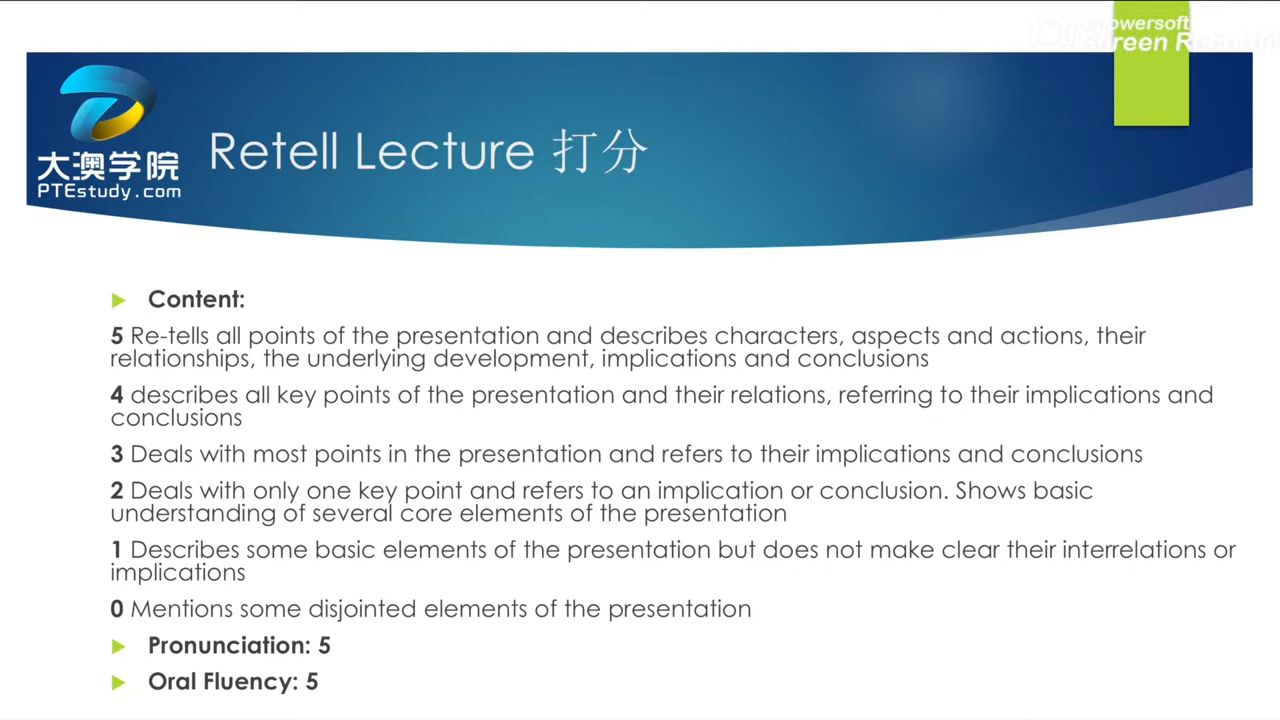 owersoft
Screen R
大澳学院
PTEstudy.com
Retell Lecture 打分
Content:
5 Re-tells all points of the presentation and describes characters, aspects and actions, their
relationships, the underlying development, implications and conclusions
4 describes all key points of the presentation and their relations, referring to their implications and
conclusions
3 Deals with most points in the presentation and refers to their implications and conclusions
2 Deals with only one key point and refers to an implication or conclusion. Shows basic
understanding of several core elements of the presentation
1 Describes some basic elements of the presentation but does not make clear their interrelations or
implications
0 Mentions some disjointed elements of the presentation
Pronunciation: 5
Oral Fluency: 5